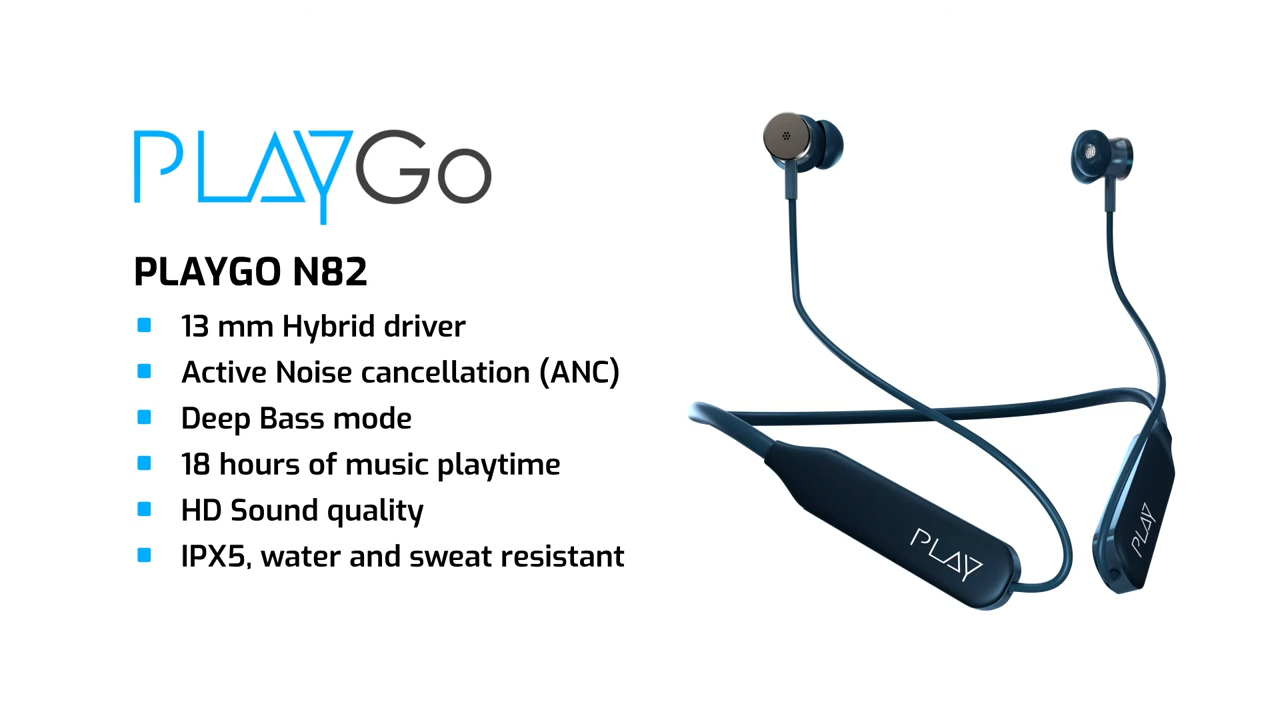 PLAYGO
PLAYGO N82
13 mm Hybrid driver
Active Noise cancellation (ANC)
Deep Bass mode
18 hours of music playtime
HD Sound quality
IPX5, water and sweat resistant
PLAY
PLAY